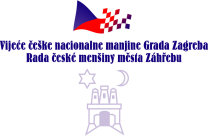 Vijeće češke nacionalne manjine Grada Zagreba
Rada české menšiny města Záhřebu